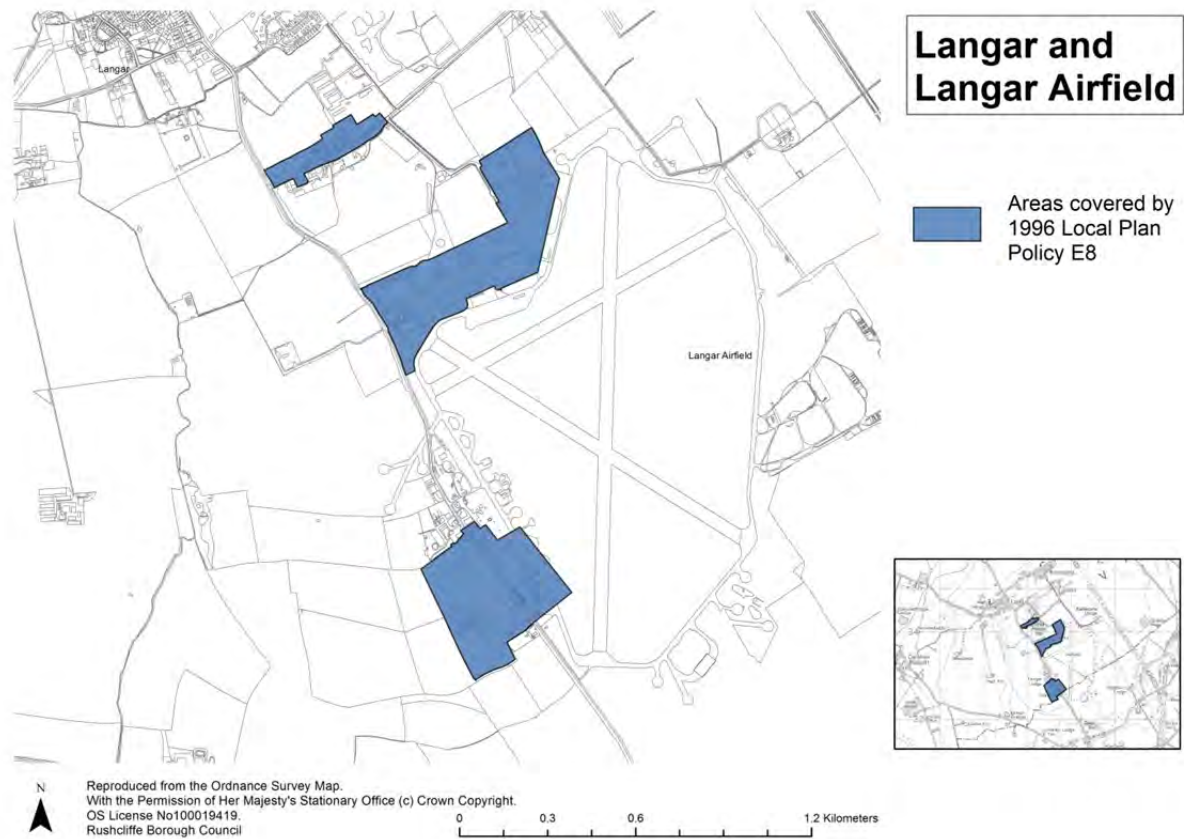 Langar and
Langar Airfield
Langar
Areas covered by
1996 Local Plan
Policy E8
Langar Airfield
N
Reproduced from the Ordnance Survey Map.
With the Permission of Her Majesty's Stationary Office (c) Crown Copyright.
OS License No100019419.
Rushcliffe Borough Council
0 0.3 0.6 1.2 Kilometers